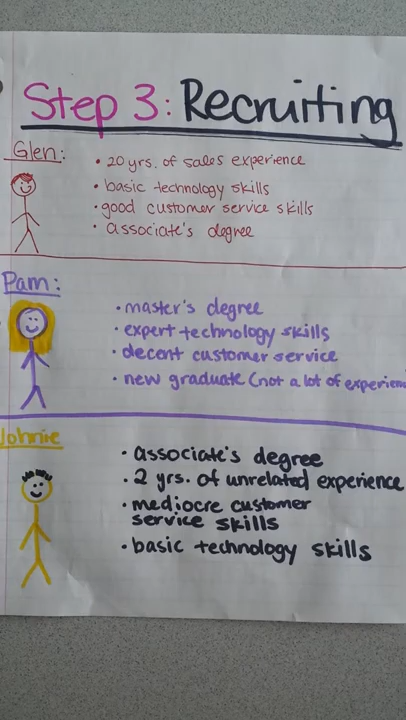 Step 3: Recruiting
Glen:
• 20 yrs. of sales experience
• basic technology skills
• good customer service skills
• associate's degree
Pam:
• master's degree
• expert technology skills
• decent customer service
• new graduate (not a lot of experien
Johnie
• associate's degree
• 2 yrs. of unrelated experience
• mediocre customer
service skills
• basic technology skills